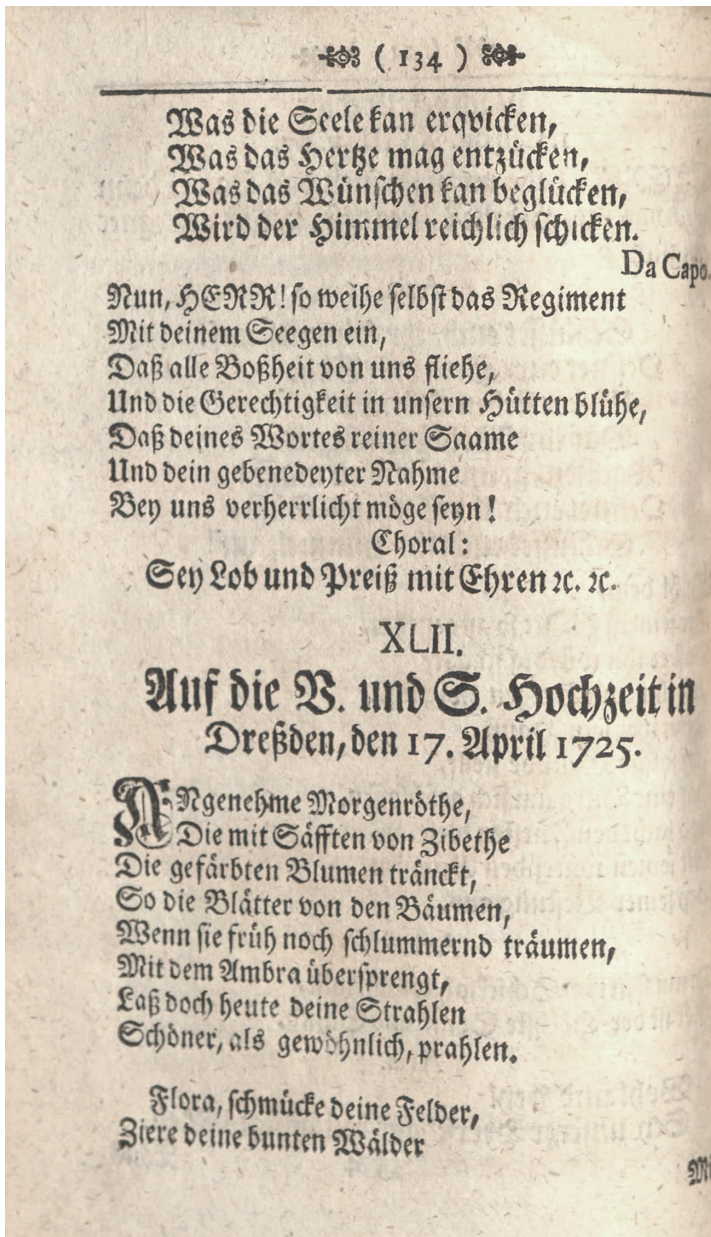 ( 134 )
Was die Seele kan erqvicken,
Was das Hertze mag entzücken,
Was das Wünschen kan beglücken,
Wird der Himmel reichlich schicken.
Da Capo.
Nun, HERR! so weihe selbst das Regiment
Mit deinem Seegen ein,
Daß alle Boßheit von uns fliehe,
Und die Gerechtigkeit in unsern Hütten blühe,
Daß deines Wortes reiner Saame
Und dein gebenedeyter Nahme
Bey uns verherrlicht möge seyn!
Choral:
Sey Lob und Preiß mit Ehren ꝛc. ꝛc.
XLII.
Auf die V. und S. Hochzeit in
Dreßden, den 17. April 1725.
ANgenehme Morgenröthe,
Die mit Säfften von Zibethe
Die gefärbten Blumen tränckt,
So die Blätter von den Bäumen,
Wenn sie früh noch schlummernd träumen,
Mit dem Ambra übersprengt,
Laß doch heute deine Strahlen
Schöner, als gewöhnlich, prahlen.
Flora, schmücke deine Felder,
Ziere deine bunten Wälder